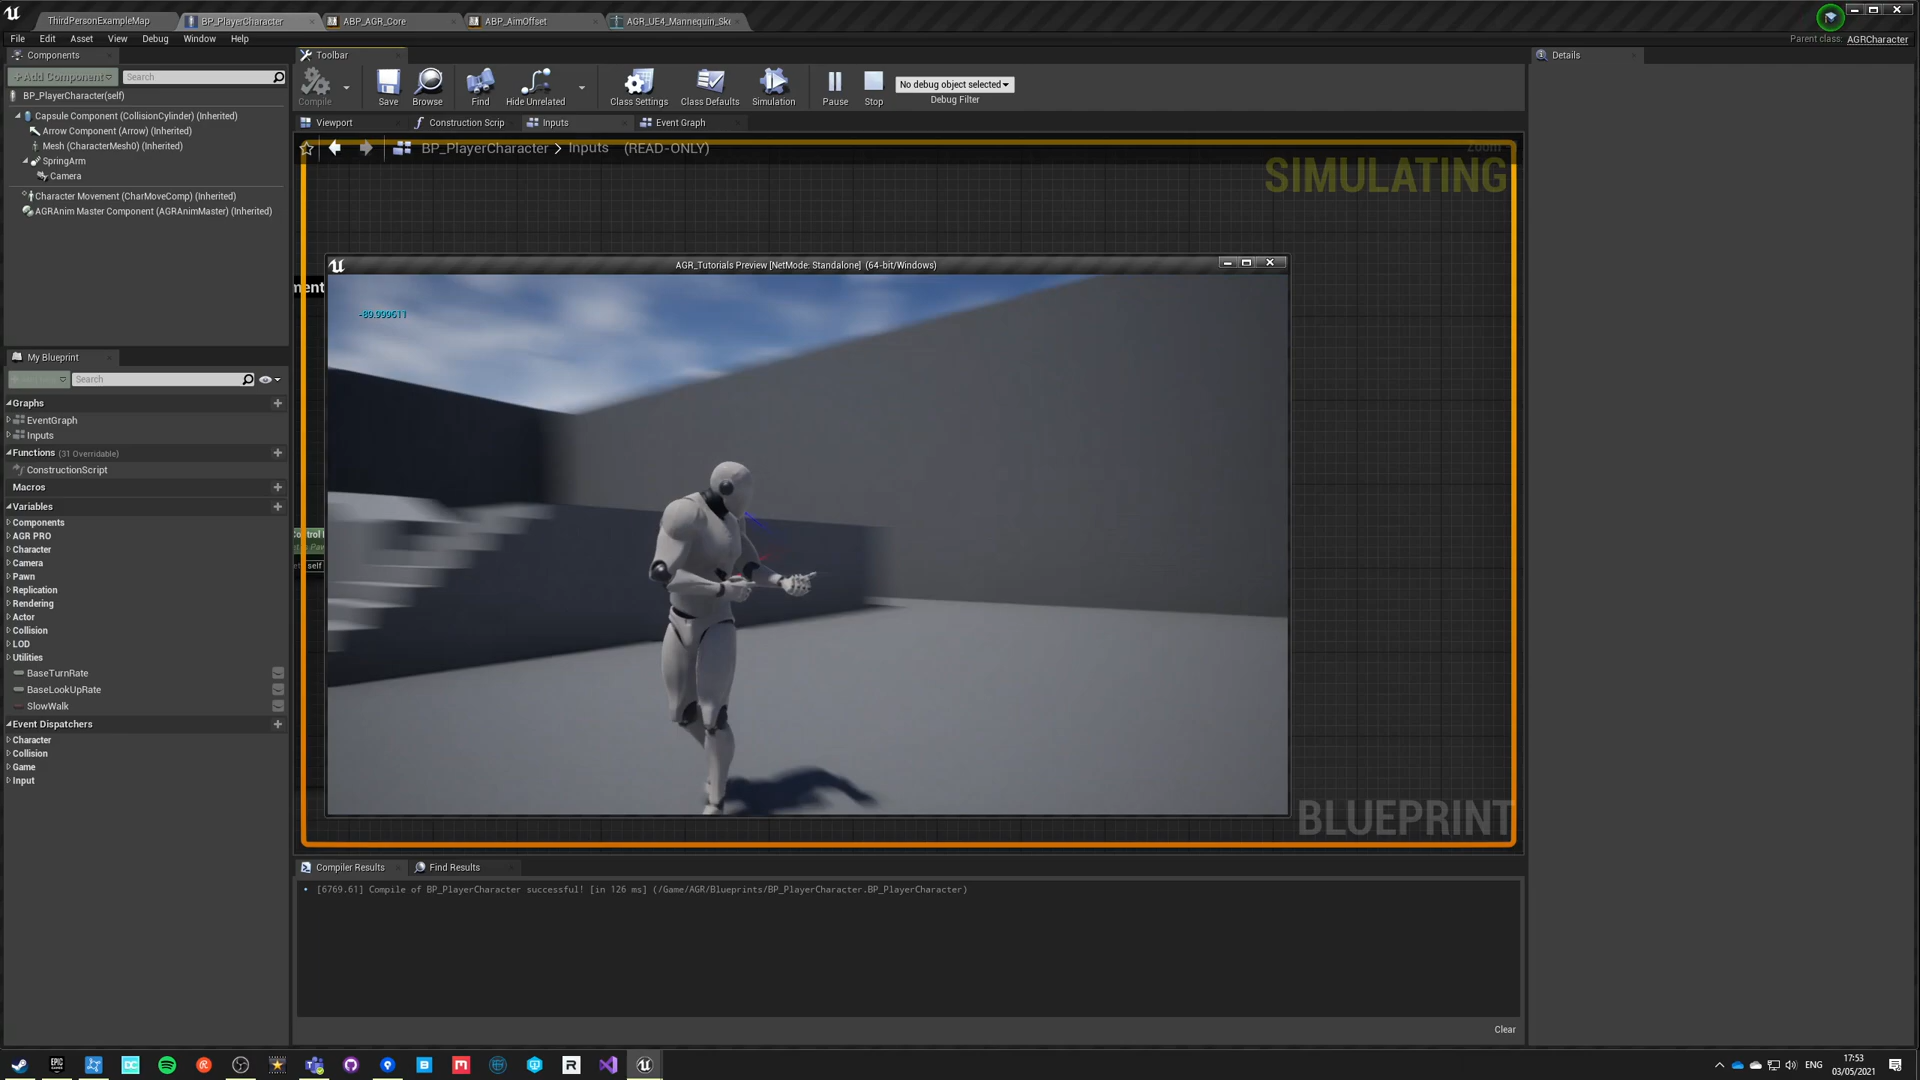 ThirdPersonExampleMap
BP_PlayerCharacter
ABP_AGR_Core
ABP_AimOffset
AGR_UE4_Mannequin_Ske
File Edit Asset View Debug Window Help
Parent class: AGRCharacter
Components
+Add Component
Search
BP_PlayerCharacter(self)
Capsule Component (CollisionCylinder) (Inherited)
Arrow Component (Arrow) (Inherited)
Mesh (CharacterMesh0) (Inherited)
SpringArm
Camera
Character Movement (CharMoveComp) (Inherited)
AGRAnim Master Component (AGRAnimMaster) (Inherited)
My Blueprint
Search
Graphs
EventGraph
Inputs
Functions (31 Overridable)
ConstructionScript
Macros
Variables
Components
AGR PRO
Character
Camera
Pawn
Replication
Rendering
Actor
Collision
LOD
Utilities
BaseTurnRate
BaseLookUpRate
SlowWalk
Event Dispatchers
Character
Collision
Game
Input
Toolbar
Compile
Save
Browse
Find
Hide Unrelated
Class Settings
Class Defaults
Simulation
Pause
Stop
No debug object selected
Debug Filter
Viewport
Construction Scrip
Inputs
Event Graph
BP_PlayerCharacter > Inputs (READ-ONLY)
Zoom
SIMULATING
ment
AGR_Tutorials Preview [NetMode: Standalone] (64-bit/Windows)
-89.999611
self
BLUEPRINT
Compiler Results
Find Results
[6769.61] Compile of BP_PlayerCharacter successful! [in 126 ms] (/Game/AGR/Blueprints/BP_PlayerCharacter.BP_PlayerCharacter)
Clear
Details
ENG
17:53
03/05/2021